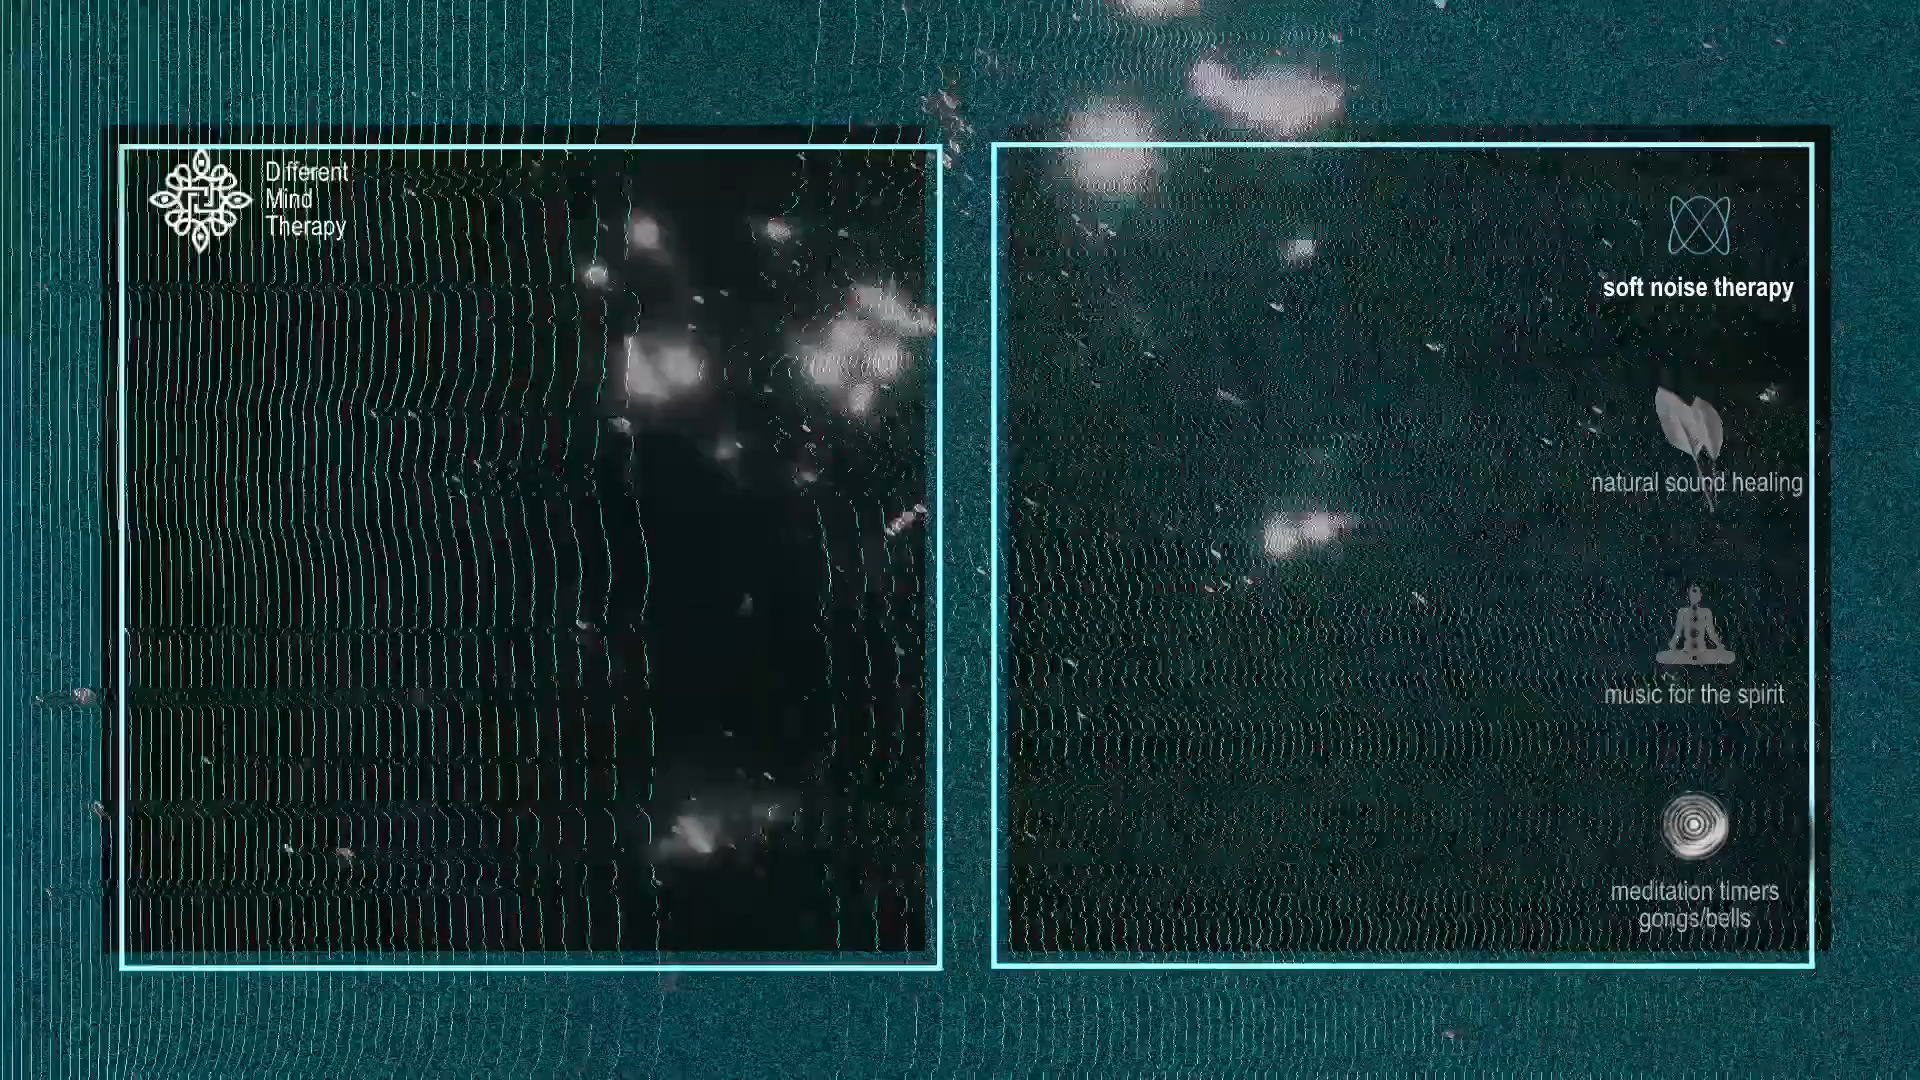 Different
Mind
Therapy
soft noise therapy
natural sound healing
music for the spirit
meditation timers
gongs/bells